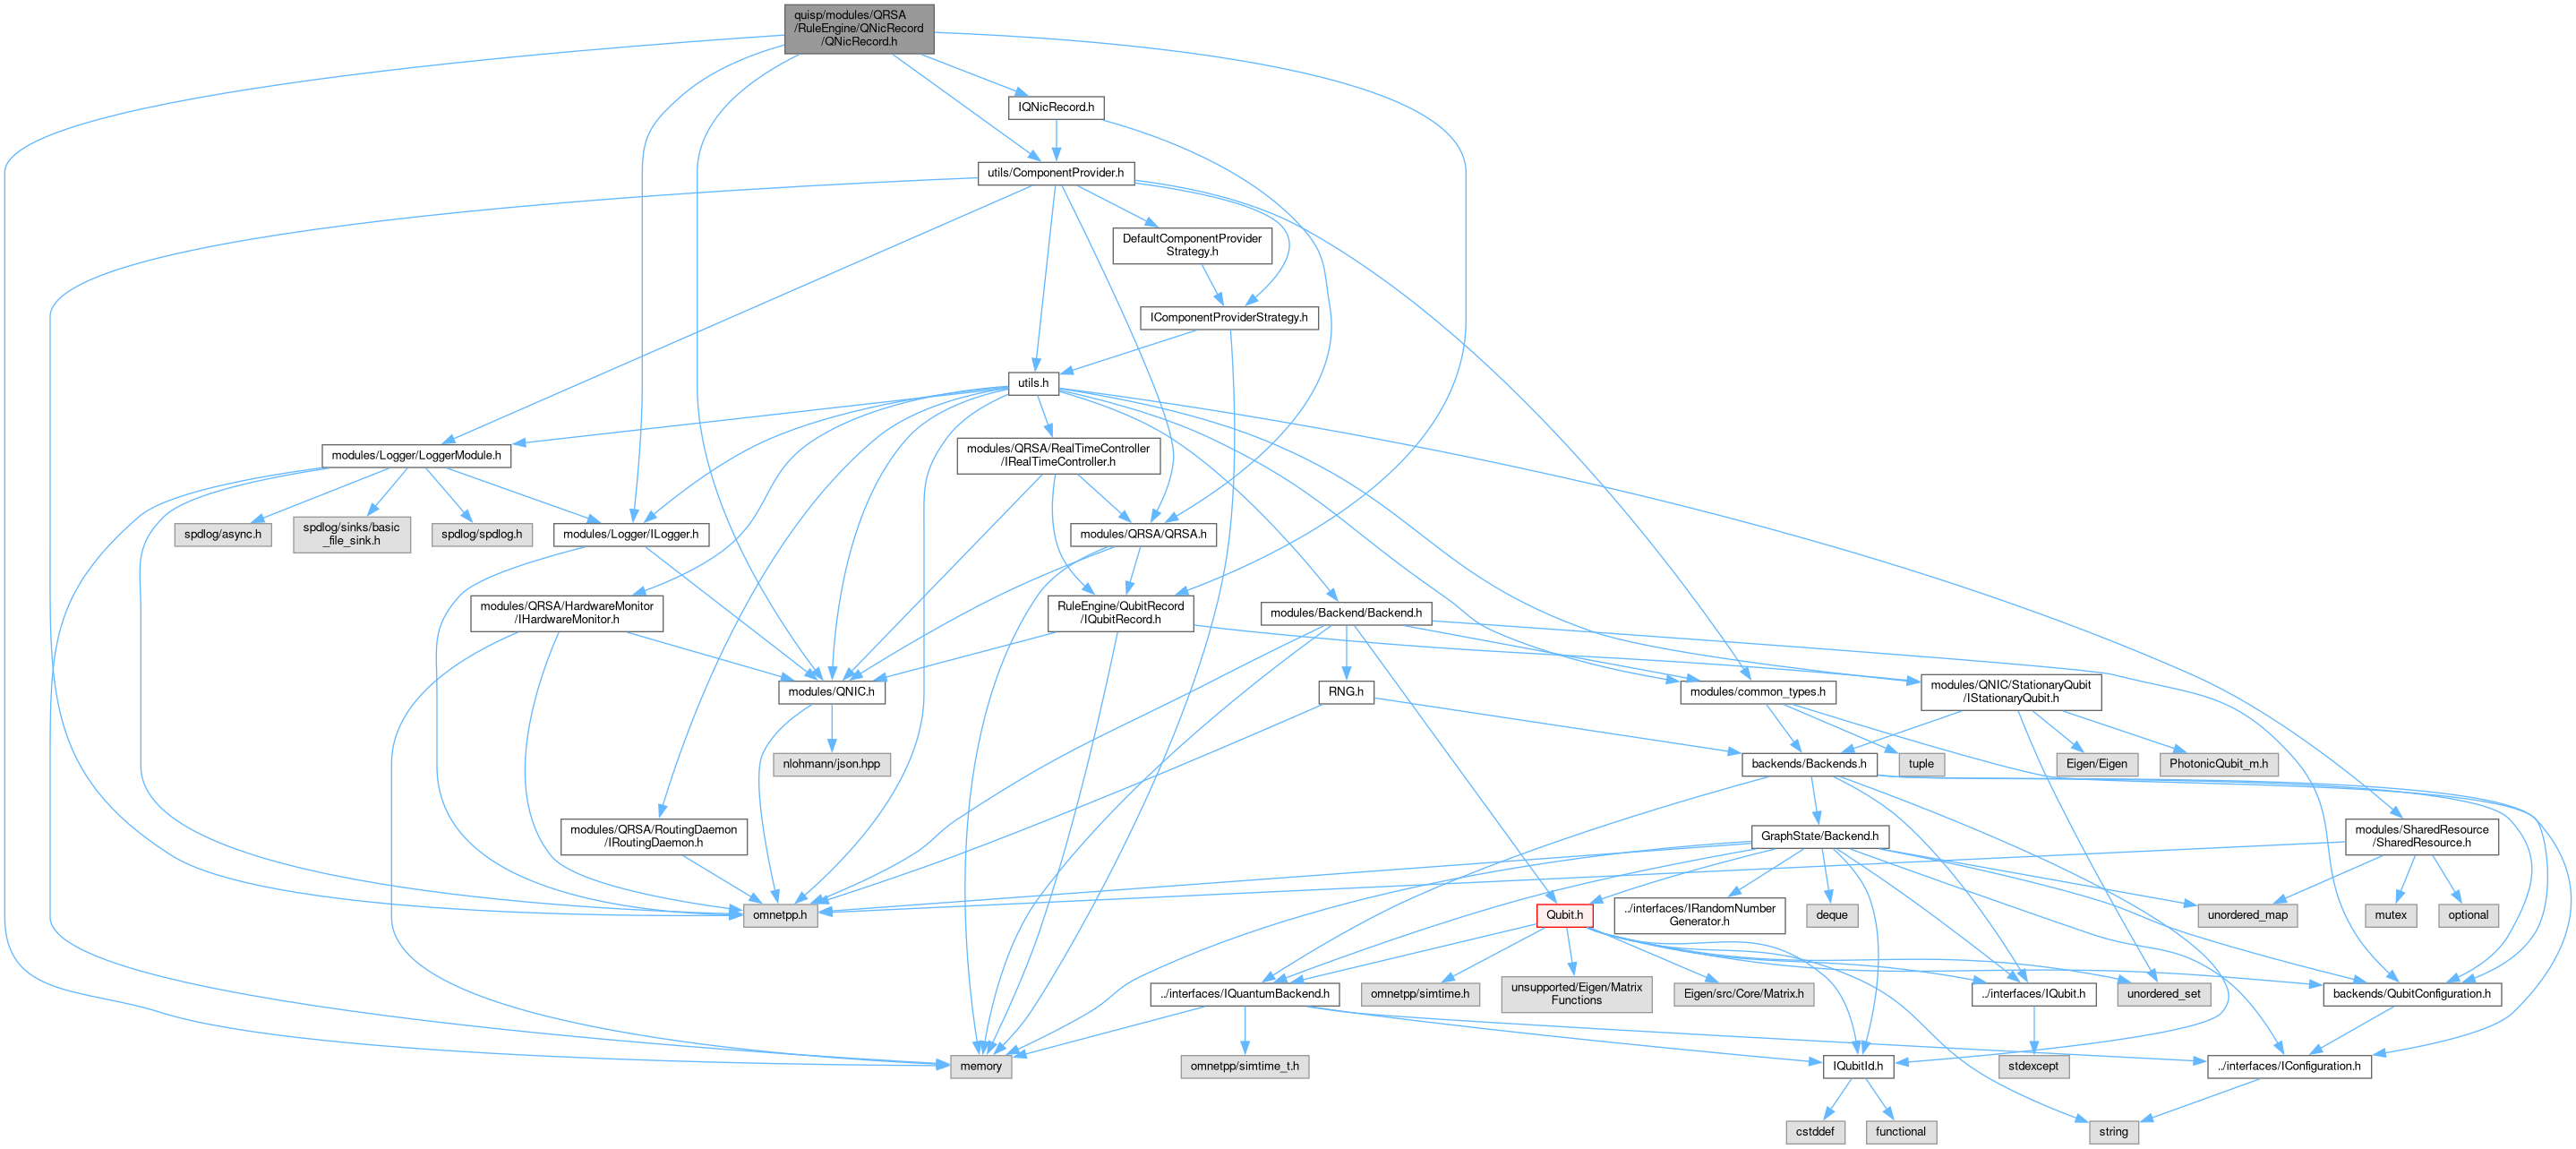 quisp/modules/QRSA
/RuleEngine/QNicRecord
/QNicRecord.h
IQNicRecord.h
utils/ComponentProvider.h
DefaultComponentProvider
Strategy.h
IComponentProviderStrategy.h
utils.h
modules/Logger/LoggerModule.h
modules/QRSA/RealTimeController
/IRealTimeController.h
spdlog/async.h
spdlog/sinks/basic
_file_sink.h
spdlog/spdlog.h
modules/Logger/ILogger.h
modules/QRSA/QRSA.h
modules/QRSA/HardwareMonitor
/IHardwareMonitor.h
RuleEngine/QubitRecord
/IQubitRecord.h
modules/Backend/Backend.h
modules/QNIC.h
RNG.h
modules/common_types.h
modules/QNIC/StationaryQubit
/IStationaryQubit.h
nlohmann/json.hpp
backends/Backends.h
tuple
Eigen/Eigen
PhotonicQubit_m.h
modules/QRSA/RoutingDaemon
/IRoutingDaemon.h
GraphState/Backend.h
modules/SharedResource
/SharedResource.h
omnetpp.h
Qubit.h
../interfaces/IRandomNumber
Generator.h
deque
unordered_map
mutex
optional
../interfaces/IQuantumBackend.h
omnetpp/simtime.h
unsupported/Eigen/Matrix
Functions
Eigen/src/Core/Matrix.h
../interfaces/IQubit.h
unordered_set
backends/QubitConfiguration.h
memory
omnetpp/simtime_t.h
IQubitId.h
stdexcept
../interfaces/IConfiguration.h
cstddef
functional
string